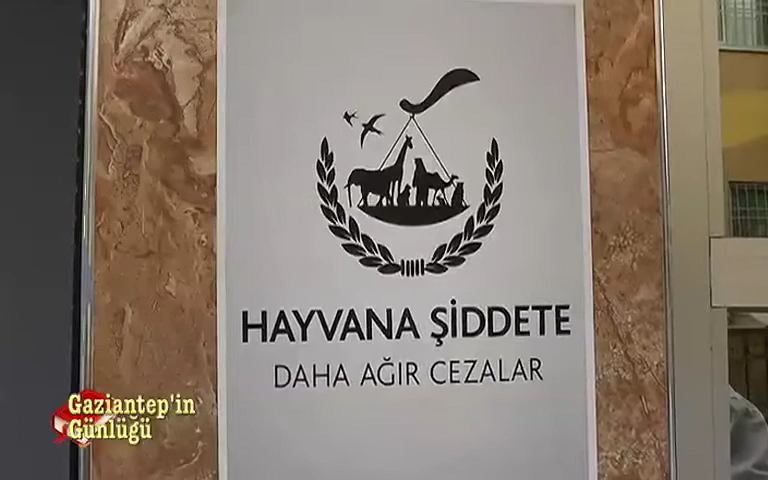 HAYVANA ŞİDDETE
DAHA AĞIR CEZALAR
Gaziantep'in
Günlüğü